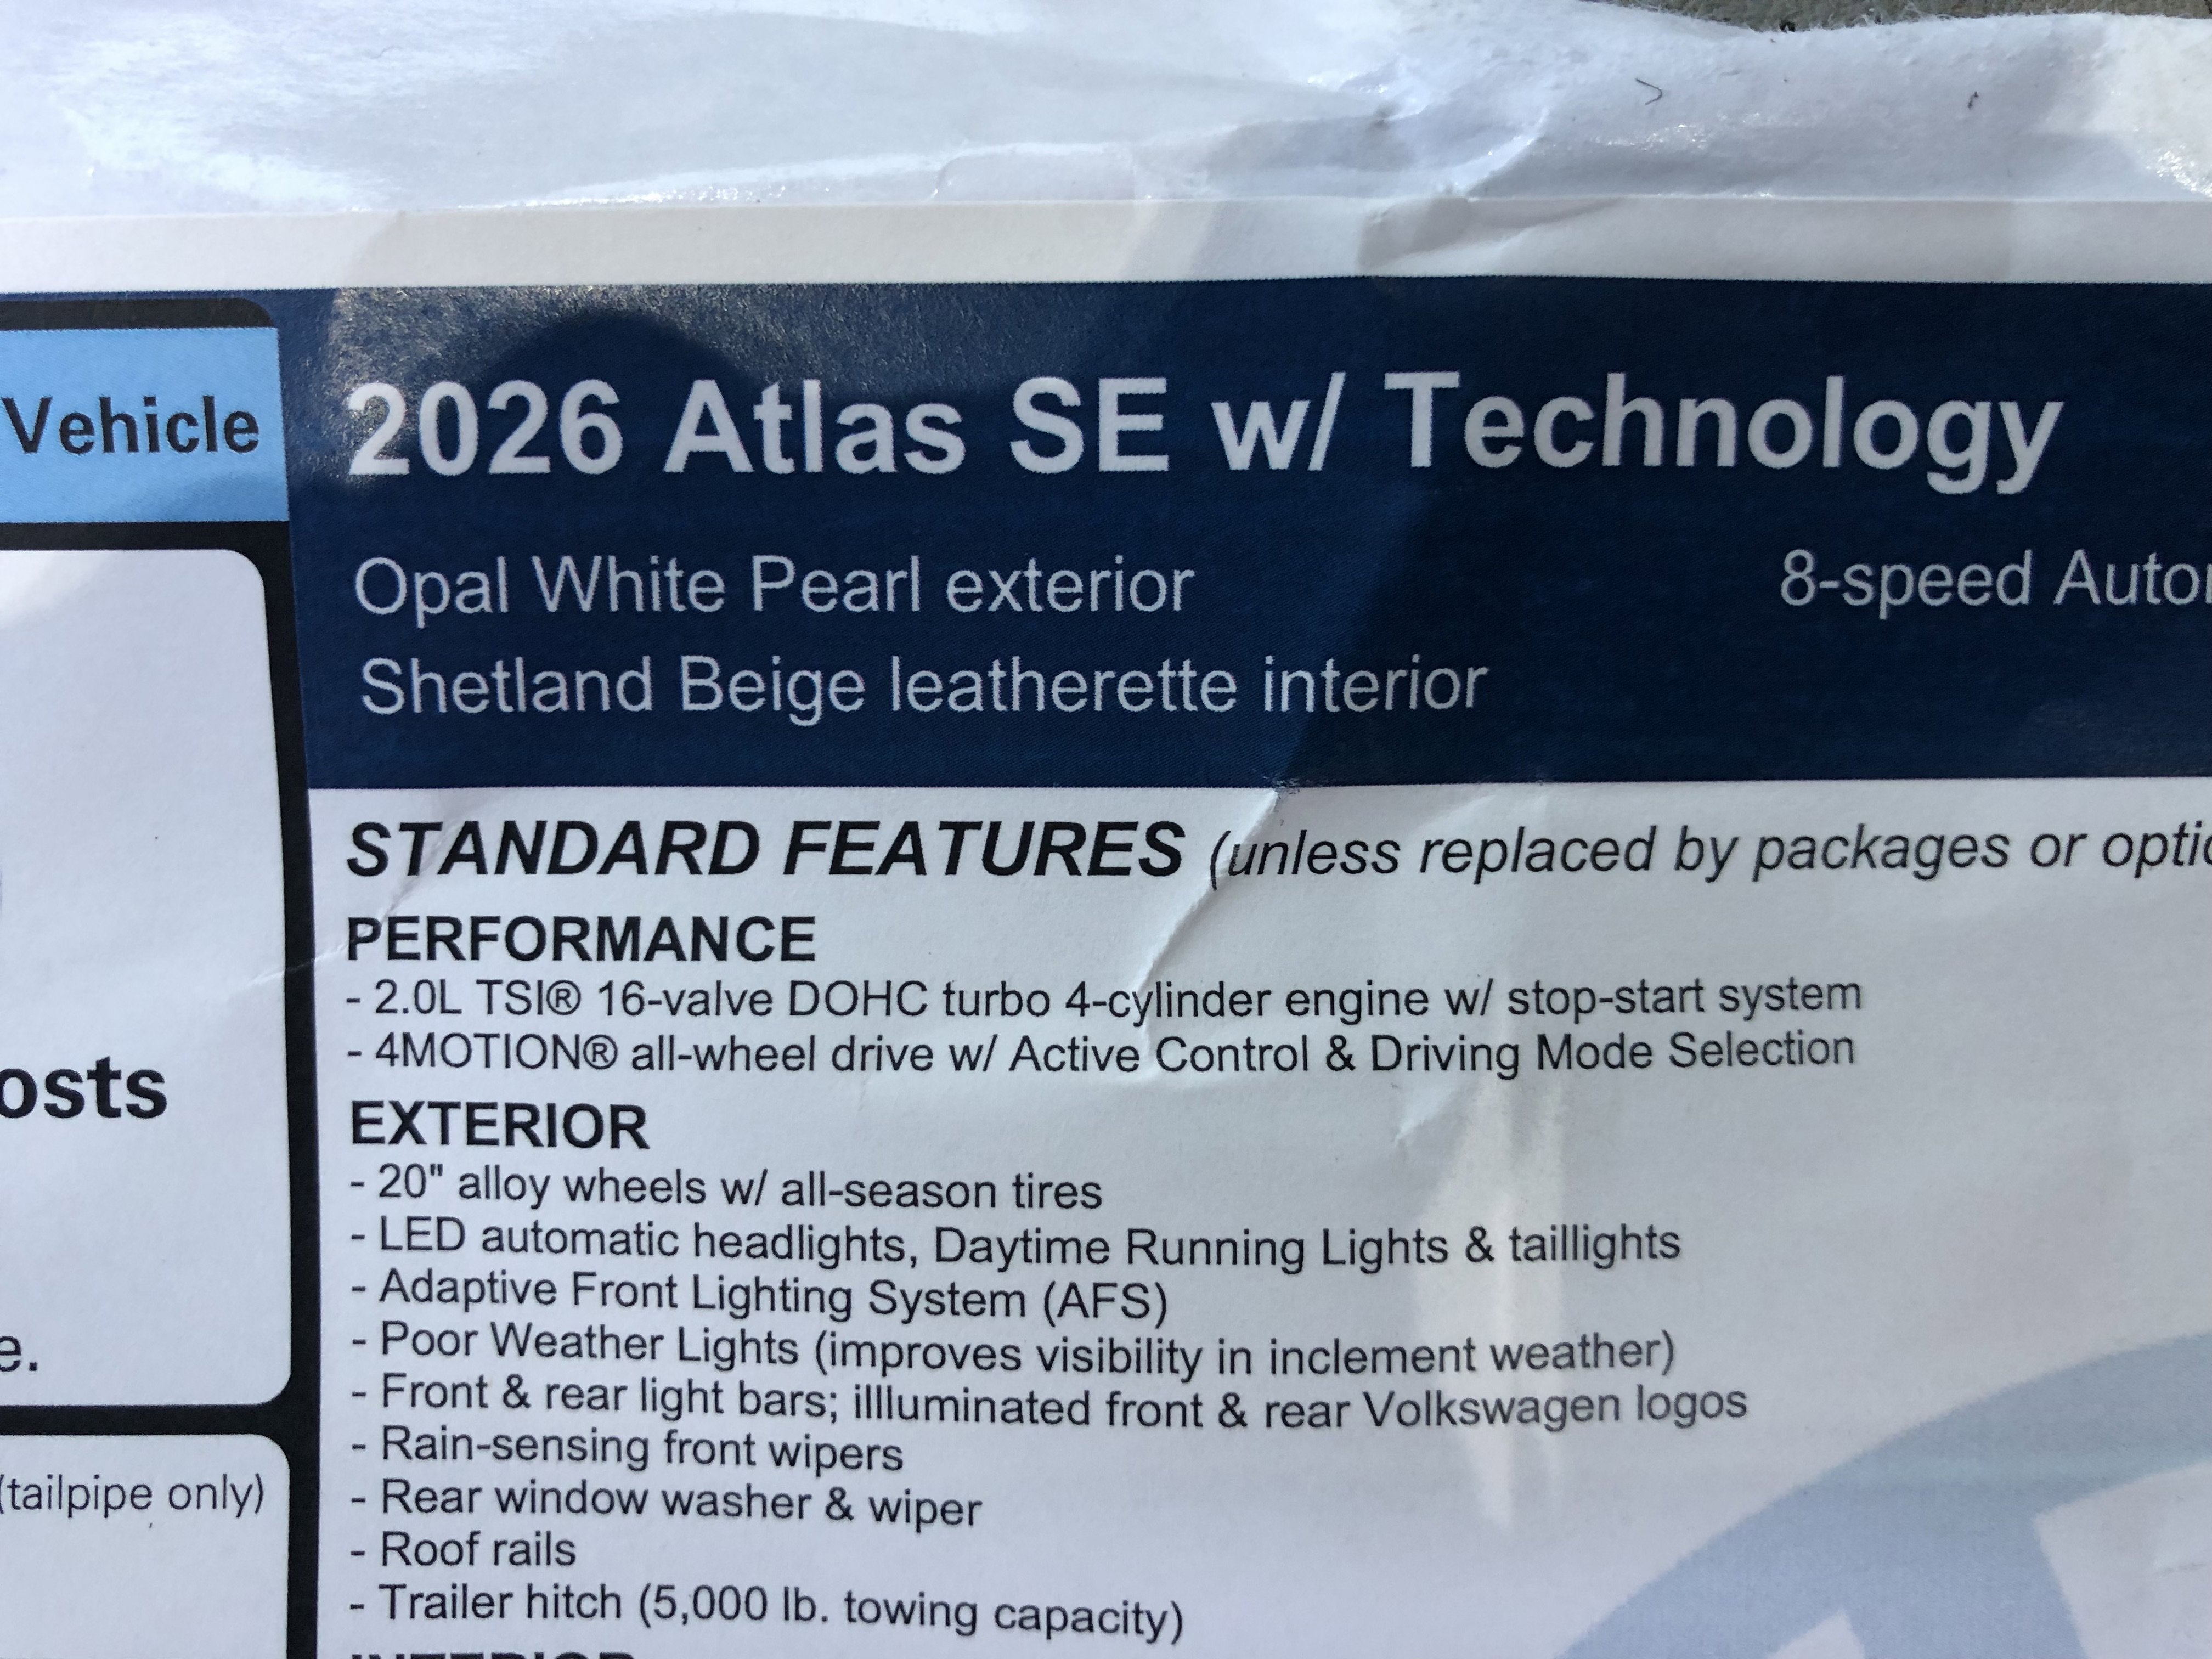 Vehicle
2026 Atlas SE w/ Technology
Opal White Pearl exterior
8-speed
Shetland Beige leatherette interior
STANDARD FEATURES (unless replaced by packages or
PERFORMANCE
- 2.0L TSI® 16-valve DOHC turbo 4-cylinder engine w/ stop-start system
- 4MOTION® all-wheel drive w/ Active Control & Driving Mode Selection
EXTERIOR
- 20" alloy wheels w/ all-season tires
- LED automatic headlights, Daytime Running Lights & taillights
- Adaptive Front Lighting System (AFS)
- Poor Weather Lights (improves visibility in inclement weather)
- Front & rear light bars; illluminated front & rear Volkswagen logos
- Rain-sensing front wipers
- Rear window washer & wiper
- Roof rails
- Trailer hitch (5,000 lb. towing capacity)
osts
e.
(tailpipe only)